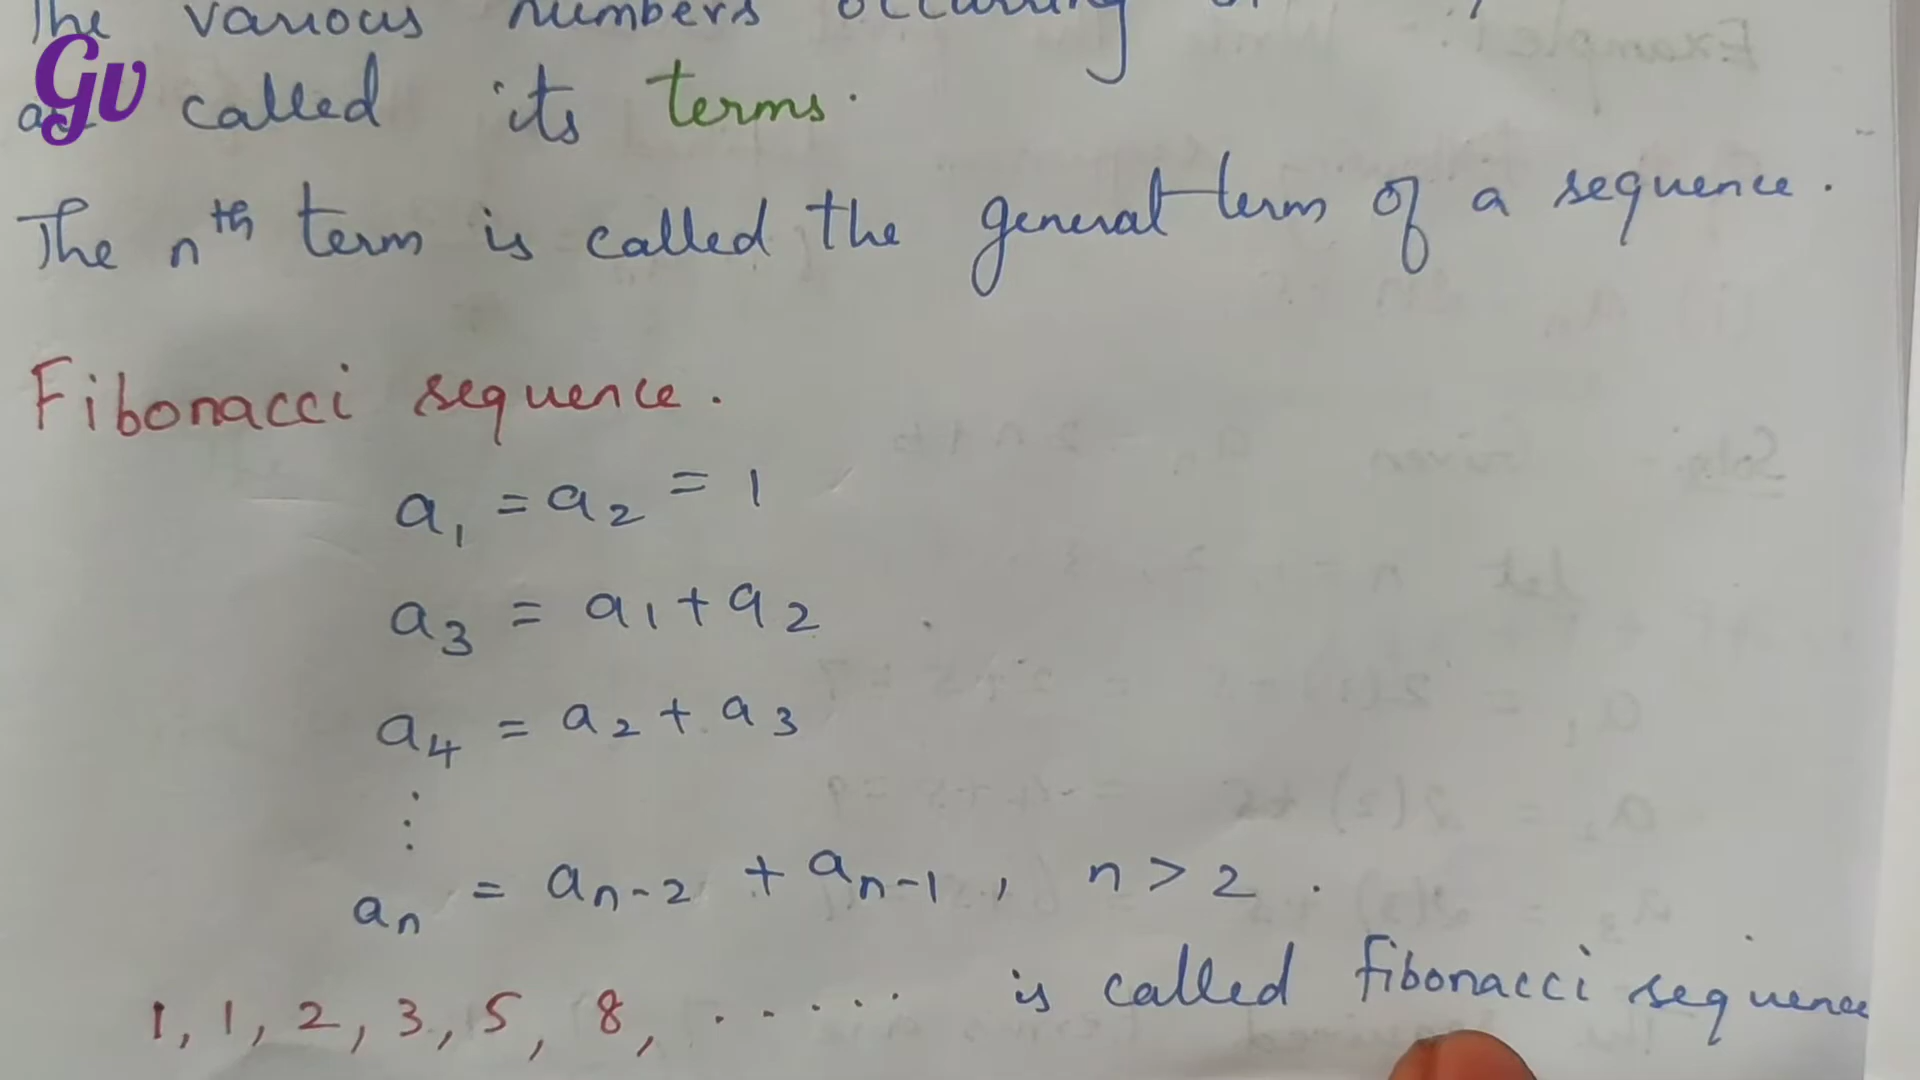 The various numbers occurring
called its terms.
The nth term is called the general term of a sequence.
Fibonacci sequence.
a₁ = a₂ = 1
a₃ = a₁ + a₂
a₄ = a₂ + a₃
⋮
aₙ = aₙ₋₂ + aₙ₋₁, n > 2.
1, 1, 2, 3, 5, 8, ..... is called fibonacci sequence
Gv